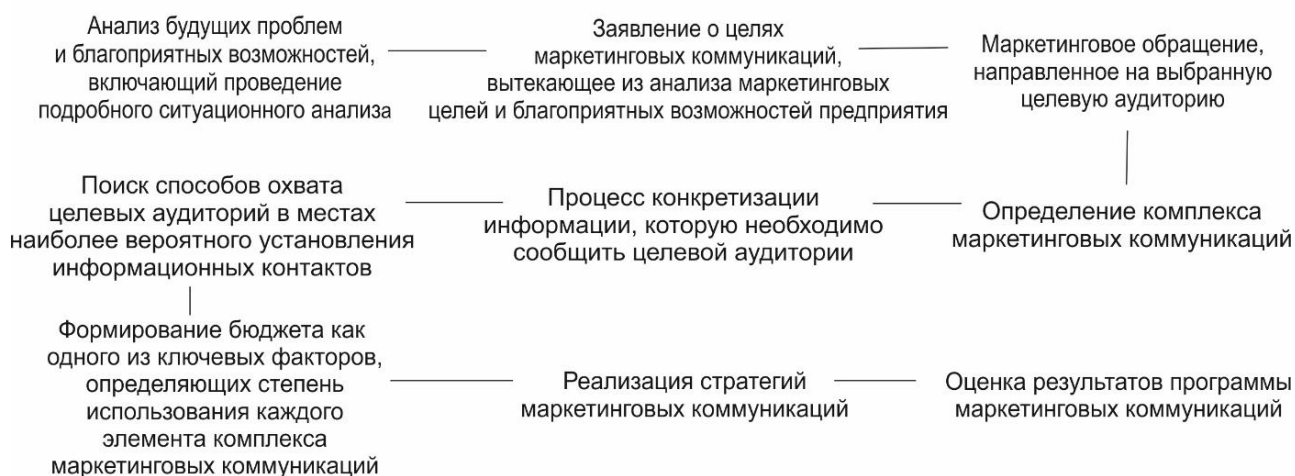 Анализ будущих проблем
и благоприятных возможностей,
включающий проведение
подробного ситуационного анализа
Заявление о целях
маркетинговых коммуникаций,
вытекающее из анализа маркетинговых
целей и благоприятных возможностей предприятия
Маркетинговое обращение,
направленное на выбранную
целевую аудиторию
Поиск способов охвата
целевых аудиторий в местах
наиболее вероятного установления
информационных контактов
Процесс конкретизации
информации, которую необходимо
сообщить целевой аудитории
Определение комплекса
маркетинговых коммуникаций
Формирование бюджета как
одного из ключевых факторов,
определяющих степень
использования каждого
элемента комплекса
маркетинговых коммуникаций
Реализация стратегий
маркетинговых коммуникаций
Оценка результатов программы
маркетинговых коммуникаций